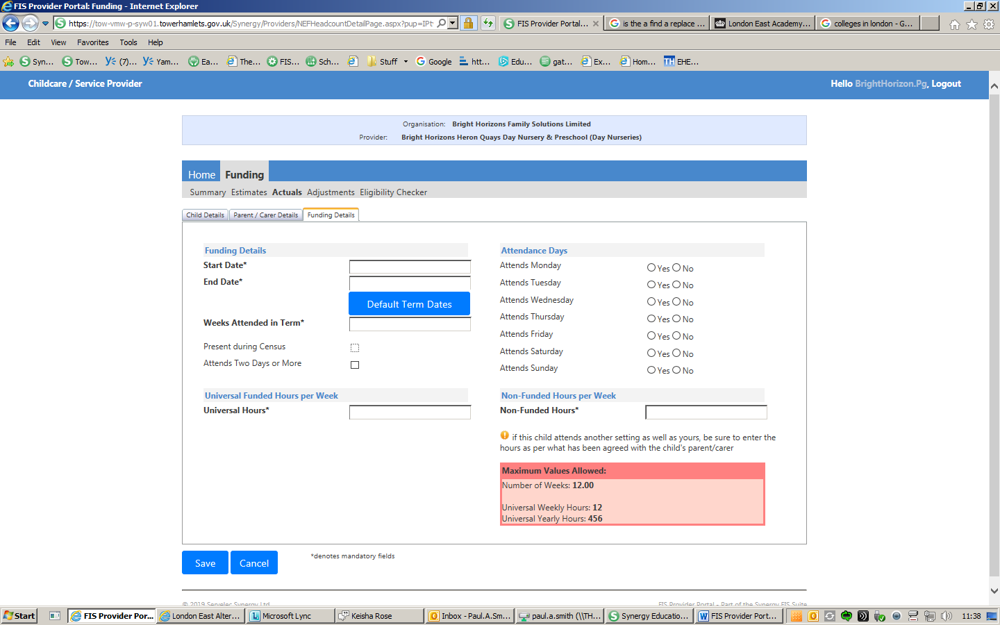 FIS Provider Portal: Funding - Internet Explorer
https://tow-vmw-p-syw01.towerhamlets.gov.uk/Synergy/Providers/NEFHeadcountDetailPage.aspx?pup=IPt
FIS Provider Portal...
is the a find a replace ...
London East Academy...
colleges in london - G...
File Edit View Favorites Tools Help
Syn... Tow... (7)... Yam... Ea... The... FIS... Sch... Stuff Google htt... Edu... gat... Ex... Hom... TH EHE...
Childcare / Service Provider
Hello BrightHorizon.Pg, Logout
Organisation: Bright Horizons Family Solutions Limited
Provider: Bright Horizons Heron Quays Day Nursery & Preschool (Day Nurseries)
Home Funding
Summary Estimates Actuals Adjustments Eligibility Checker
Child Details Parent / Carer Details Funding Details
Funding Details
Start Date*
End Date*
Default Term Dates
Weeks Attended in Term*
Present during Census
Attends Two Days or More
Attendance Days
Attends Monday Yes No
Attends Tuesday Yes No
Attends Wednesday Yes No
Attends Thursday Yes No
Attends Friday Yes No
Attends Saturday Yes No
Attends Sunday Yes No
Universal Funded Hours per Week
Universal Hours*
Non-Funded Hours per Week
Non-Funded Hours*
if this child attends another setting as well as yours, be sure to enter the
hours as per what has been agreed with the child's parent/carer
Maximum Values Allowed:
Number of Weeks: 12.00
Universal Weekly Hours: 12
Universal Yearly Hours: 456
Save Cancel
*denotes mandatory fields
© 2019 Servelec Synergy Ltd
FIS Provider Portal - Part of the Synergy FIS Suite
Start
FIS Provider Por...
London East Alter...
Microsoft Lync
Keisha Rose
Inbox - Paul.A.Sm...
paul.a.smith (\\TH...
Synergy Education...
FIS Provider Port...
11:38